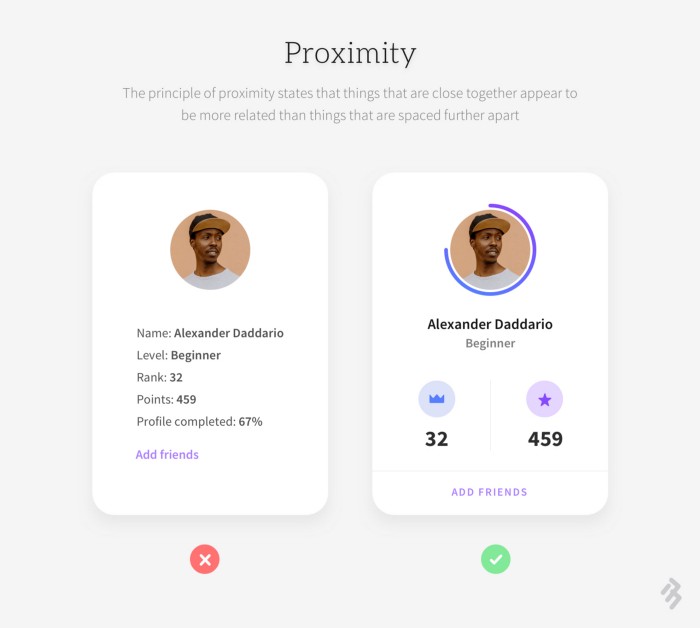 Proximity
The principle of proximity states that things that are close together appear to
be more related than things that are spaced further apart
Name: Alexander Daddario
Level: Beginner
Rank: 32
Points: 459
Profile completed: 67%
Add friends
Alexander Daddario
Beginner
32
459
ADD FRIENDS